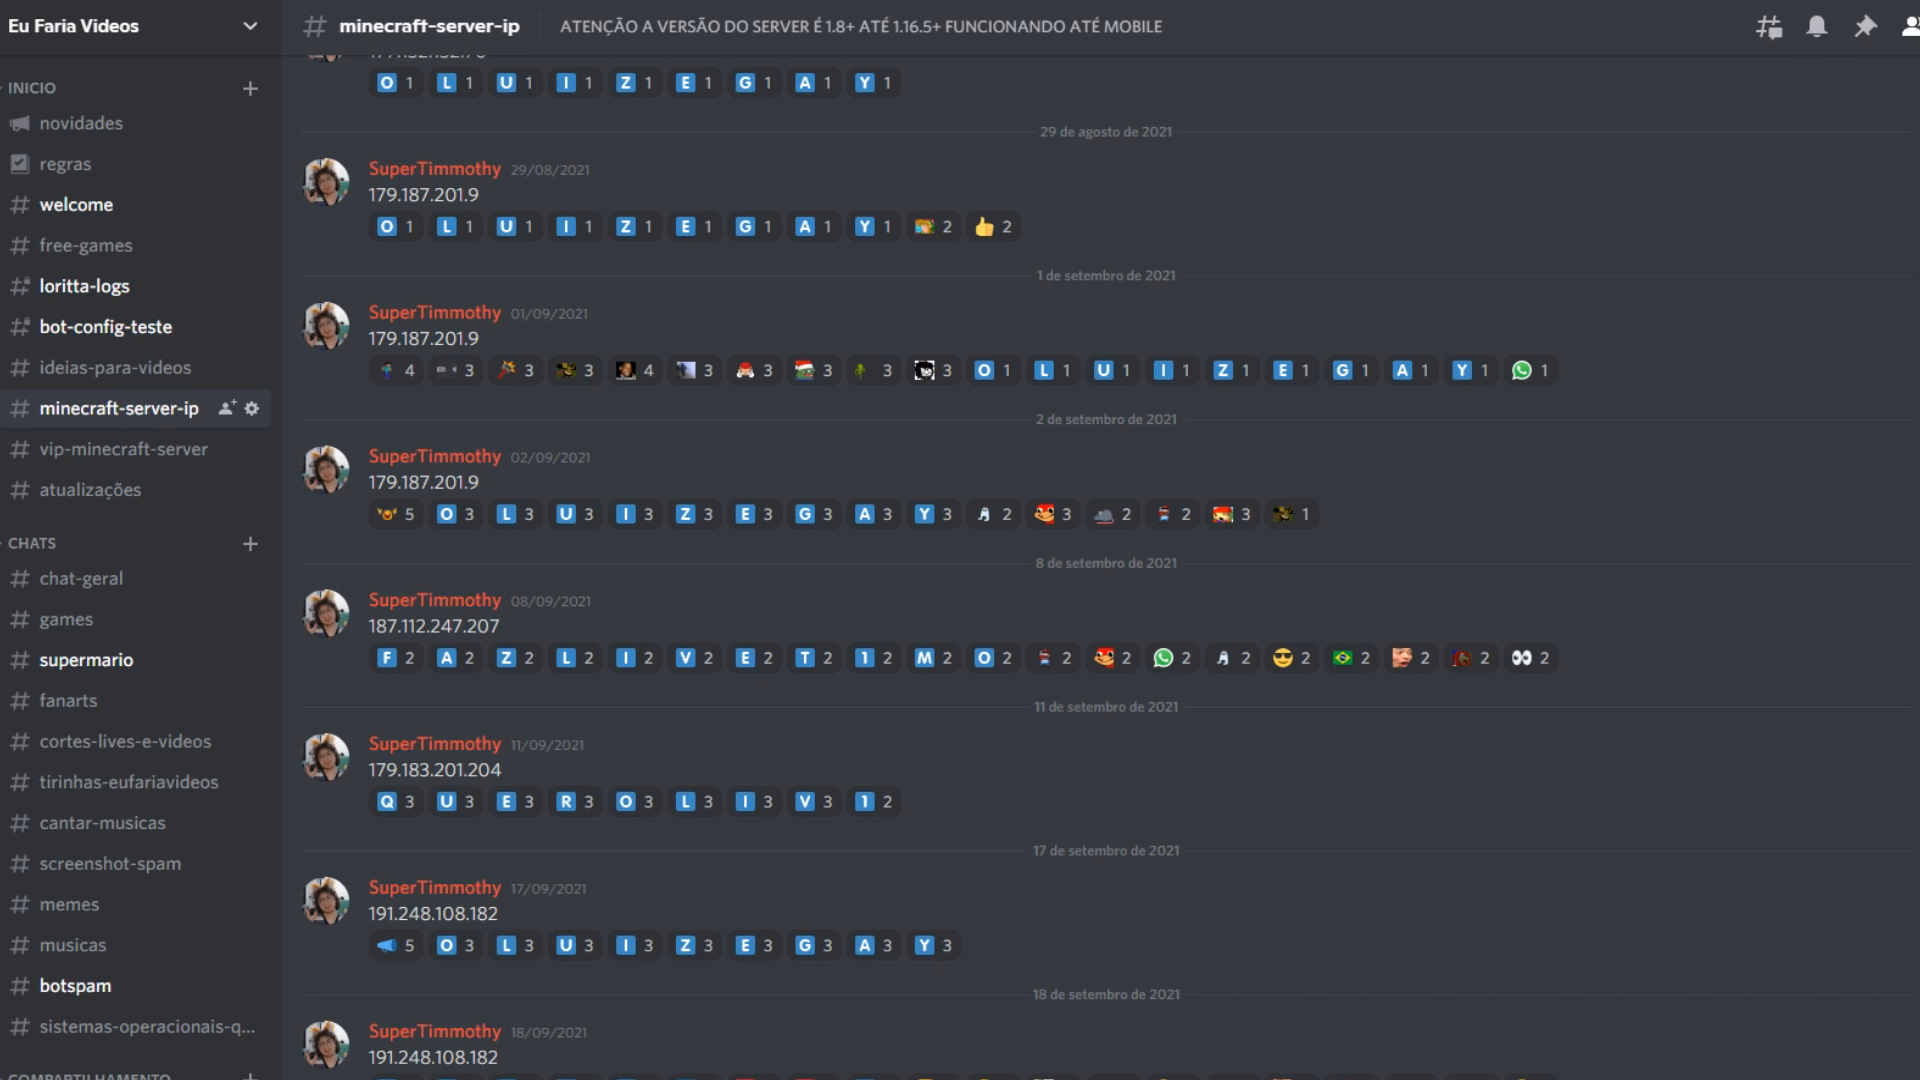 Eu Faria Videos
minecraft-server-ip
ATENÇÃO A VERSÃO DO SERVER É 1.8+ ATÉ 1.16.5+ FUNCIONANDO ATÉ MOBILE
INICIO
novidades
regras
welcome
free-games
loritta-logs
bot-config-teste
ideias-para-videos
minecraft-server-ip
vip-minecraft-server
atualizações
CHATS
chat-geral
games
supermario
fanarts
cortes-lives-e-videos
tirinhas-eufariavideos
cantar-musicas
screenshot-spam
memes
musicas
botspam
sistemas-operacionais-q...
COMPARTILHAMENTO
O 1 L 1 U 1 I 1 Z 1 E 1 G 1 A 1 Y 1
29 de agosto de 2021
SuperTimmothy 29/08/2021
179.187.201.9
O 1 L 1 U 1 I 1 Z 1 E 1 G 1 A 1 Y 1 2 2
1 de setembro de 2021
SuperTimmothy 01/09/2021
179.187.201.9
4 3 3 3 4 3 3 3 3 3 O 1 L 1 U 1 I 1 Z 1 E 1 G 1 A 1 Y 1 1
2 de setembro de 2021
SuperTimmothy 02/09/2021
179.187.201.9
5 O 3 L 3 U 3 I 3 Z 3 E 3 G 3 A 3 Y 3 2 3 2 2 3 1
8 de setembro de 2021
SuperTimmothy 08/09/2021
187.112.247.207
F 2 A 2 Z 2 L 2 I 2 V 2 E 2 T 2 1 2 M 2 O 2 2 2 2 2 2 2 2 2 2
11 de setembro de 2021
SuperTimmothy 11/09/2021
179.183.201.204
Q 3 U 3 E 3 R 3 O 3 L 3 I 3 V 3 1 2
17 de setembro de 2021
SuperTimmothy 17/09/2021
191.248.108.182
5 O 3 L 3 U 3 I 3 Z 3 E 3 G 3 A 3 Y 3
18 de setembro de 2021
SuperTimmothy 18/09/2021
191.248.108.182